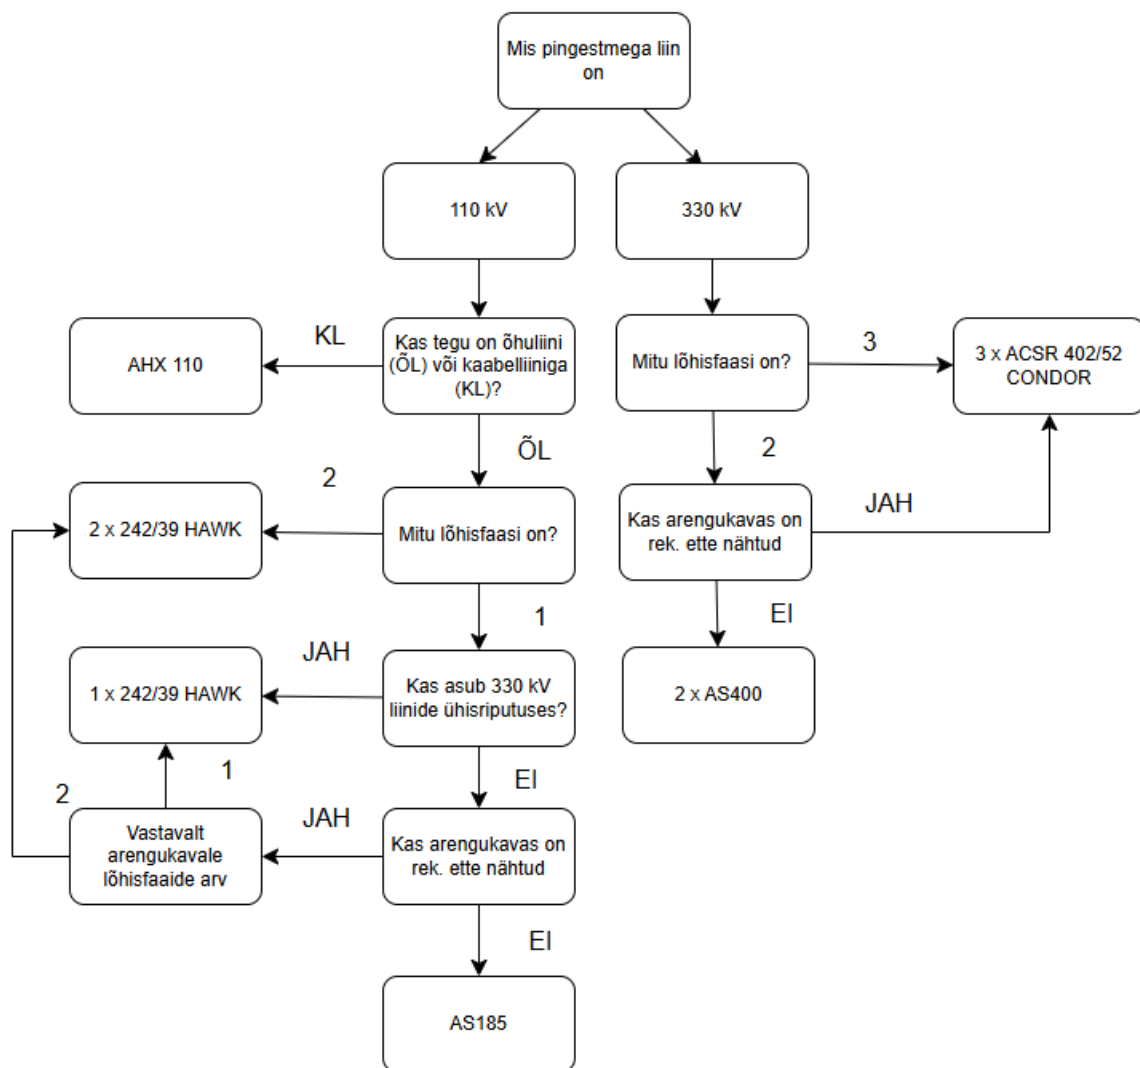 Mis pingestmega liin
on
110 kV
330 kV
KL
AHX 110
Kas tegu on õhuliini
(ÕL) või kaabelliiniga
(KL)?
Mitu lõhisfaasi on?
3
3 x ACSR 402/52
CONDOR
ÕL
2
2
2 x 242/39 HAWK
Mitu lõhisfaasi on?
Kas arengukavas on
rek. ette nähtud
JAH
1
EI
JAH
1 x 242/39 HAWK
Kas asub 330 kV
liinide ühisriputuses?
2 x AS400
1
2
EI
Vastavalt
arengukavale
lõhisfaaide arv
JAH
Kas arengukavas on
rek. ette nähtud
EI
AS185